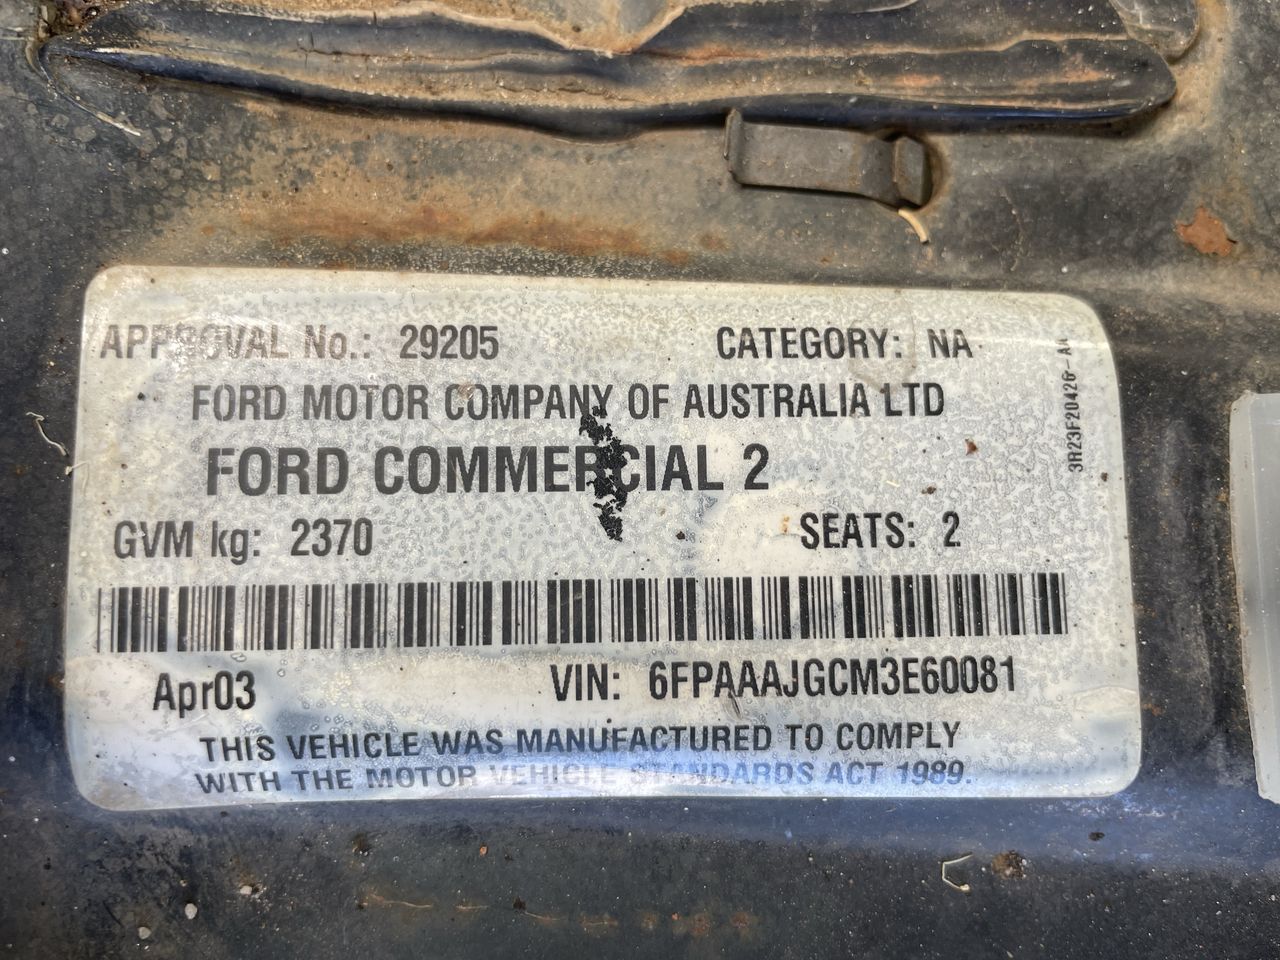 APPROVAL No.: 29205 CATEGORY: NA
FORD MOTOR COMPANY OF AUSTRALIA LTD
FORD COMMERCIAL 2
GVM kg: 2370 SEATS: 2
Apr03 VIN: 6FPAAAJGCM3E60081
THIS VEHICLE WAS MANUFACTURED TO COMPLY
WITH THE MOTOR VEHICLE STANDARDS ACT 1989.
3R23F20426-AA